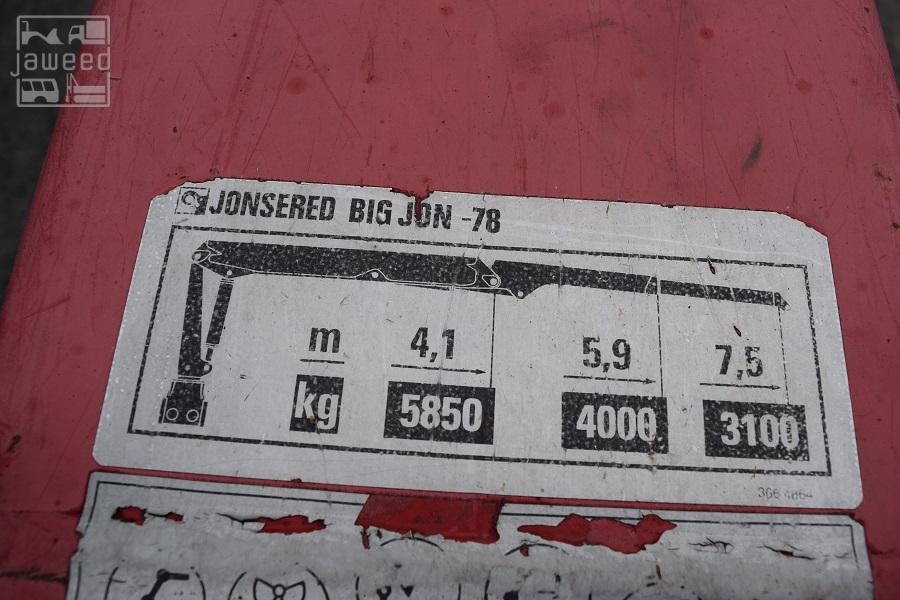 jaweed
JONSERED BIG JON -78
m 4,1 5,9 7,5
kg 5850 4000 3100